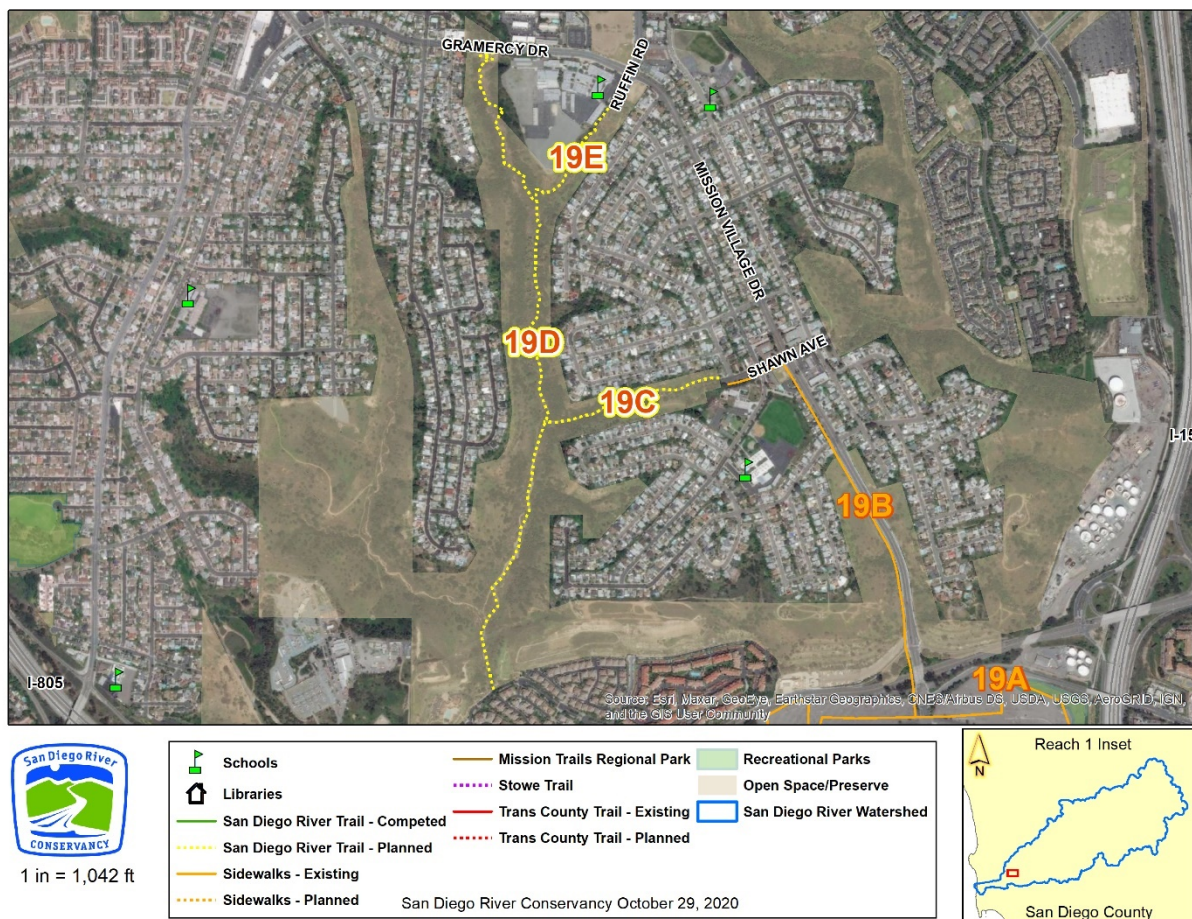 GRAMERCY DR
RUFFIN RD
19E
MISSION VILLAGE DR
19D
SHAWN AVE
19C
I-15
19B
I-805
19A
Source: Esri, Maxar, GeoEye, Earthstar Geographics, CNES/Airbus DS, USDA, USGS, AeroGRID, IGN,
and the GIS User Community
San Diego River
CONSERVANCY
1 in = 1,042 ft
Schools
Libraries
San Diego River Trail - Competed
San Diego River Trail - Planned
Sidewalks - Existing
Sidewalks - Planned
Mission Trails Regional Park
Stowe Trail
Trans County Trail - Existing
Trans County Trail - Planned
Recreational Parks
Open Space/Preserve
San Diego River Watershed
San Diego River Conservancy October 29, 2020
Reach 1 Inset
N
San Diego County